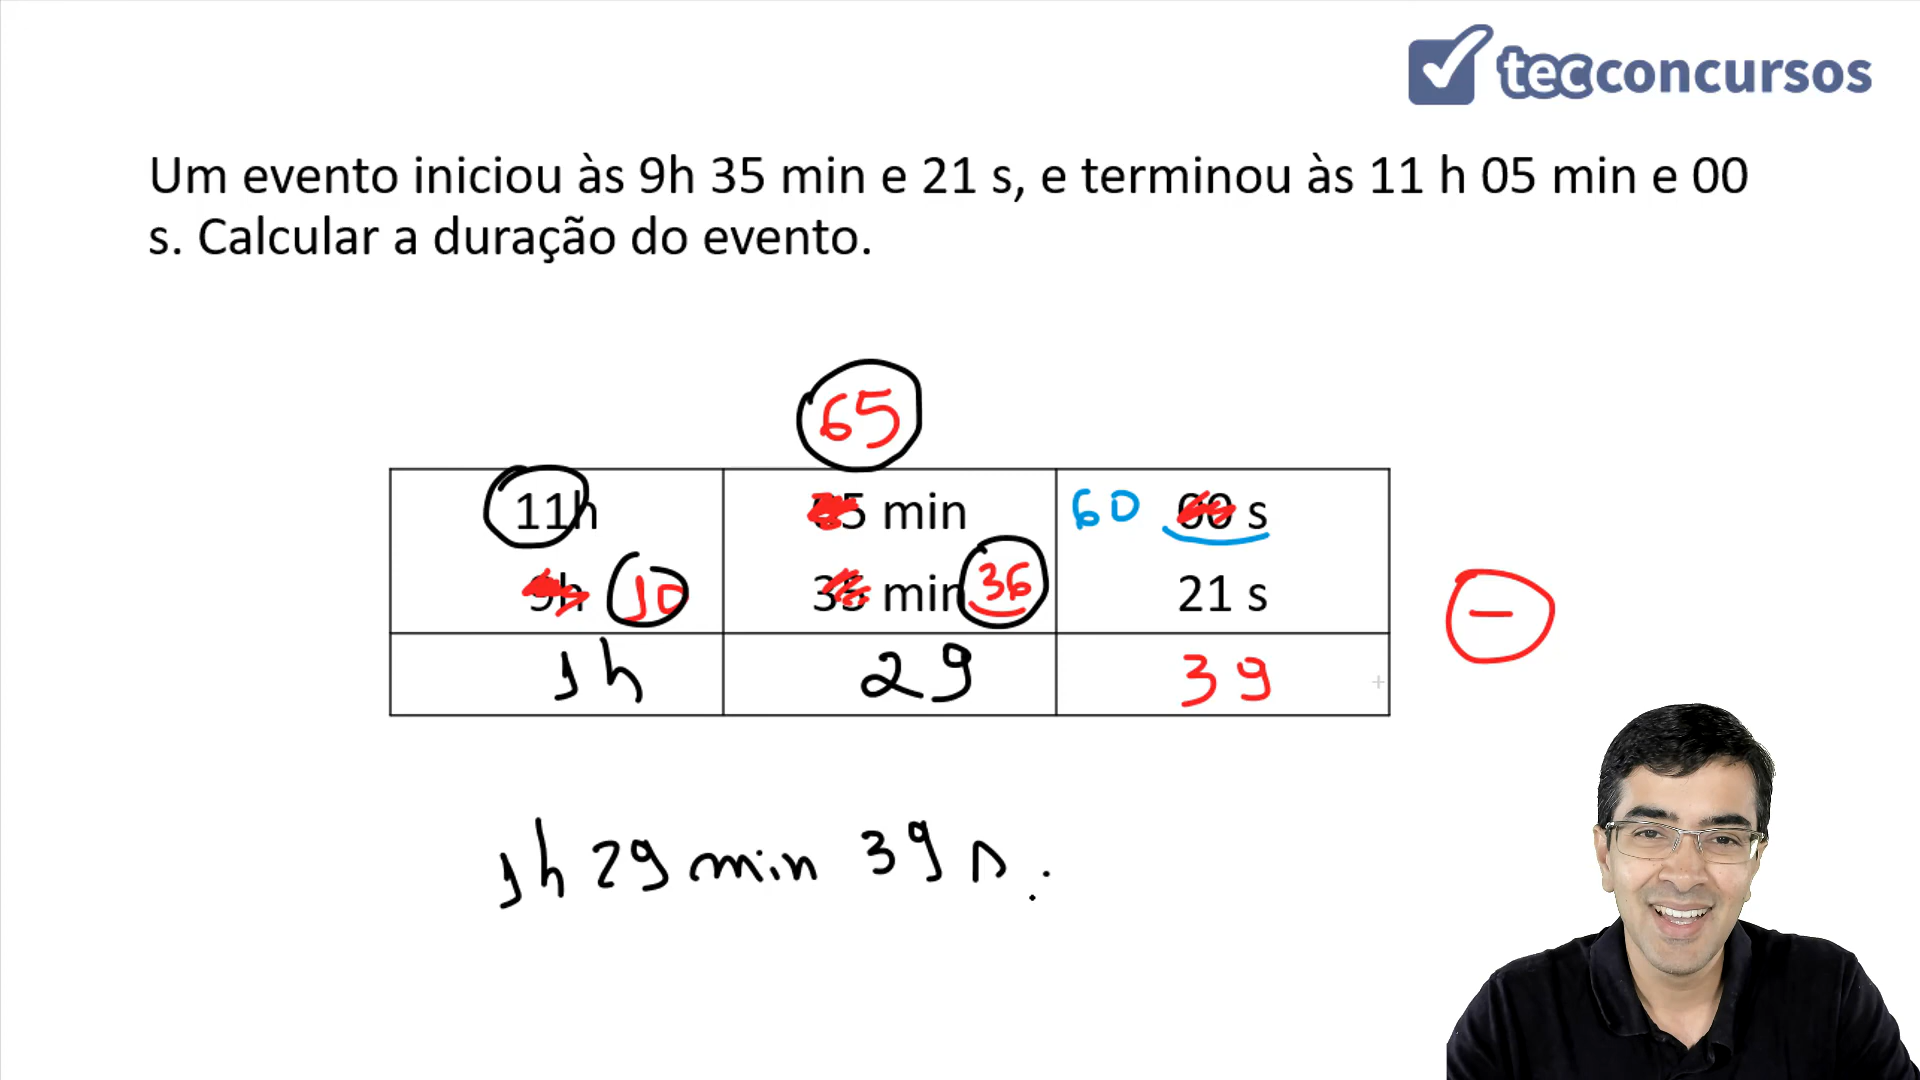 tecconcursos
Um evento iniciou às 9h 35 min e 21 s, e terminou às 11 h 05 min e 00
s. Calcular a duração do evento.
65
11h 05 min 60 00 s
9h 10 35 min 36 21 s
−
1h 29 39
1h 29 min 39 s.